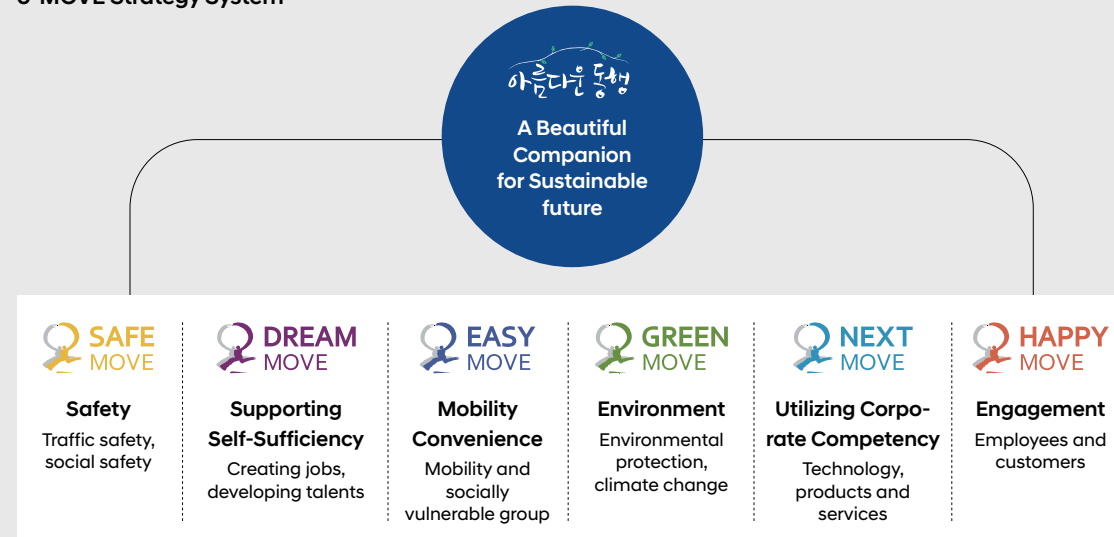 MOVE Strategy System
아름다운 동행
A Beautiful
Companion
for Sustainable
future
SAFE
MOVE
Safety
Traffic safety,
social safety
DREAM
MOVE
Supporting
Self-Sufficiency
Creating jobs,
developing talents
EASY
MOVE
Mobility
Convenience
Mobility and
socially
vulnerable group
GREEN
MOVE
Environment
Environmental
protection,
climate change
NEXT
MOVE
Utilizing Corpo-
rate Competency
Technology,
products and
services
HAPPY
MOVE
Engagement
Employees and
customers